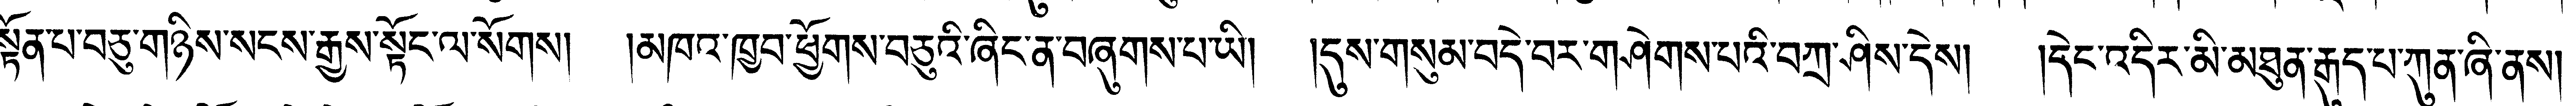 སྟོན་པ་བཅུ་གཉིས་སངས་རྒྱས་སྟོང་ལ་སོགས། །མཁའ་ཁྱབ་ཕྱོགས་བཅུའི་ཞིང་ན་བཞུགས་པ་ཡི། །དུས་གསུམ་བདེ་བར་གཤེགས་པའི་བཀྲ་ཤིས་དེས། །དེང་འདིར་མི་མཐུན་རྒུད་པ་ཀུན་ཞི་ནས།